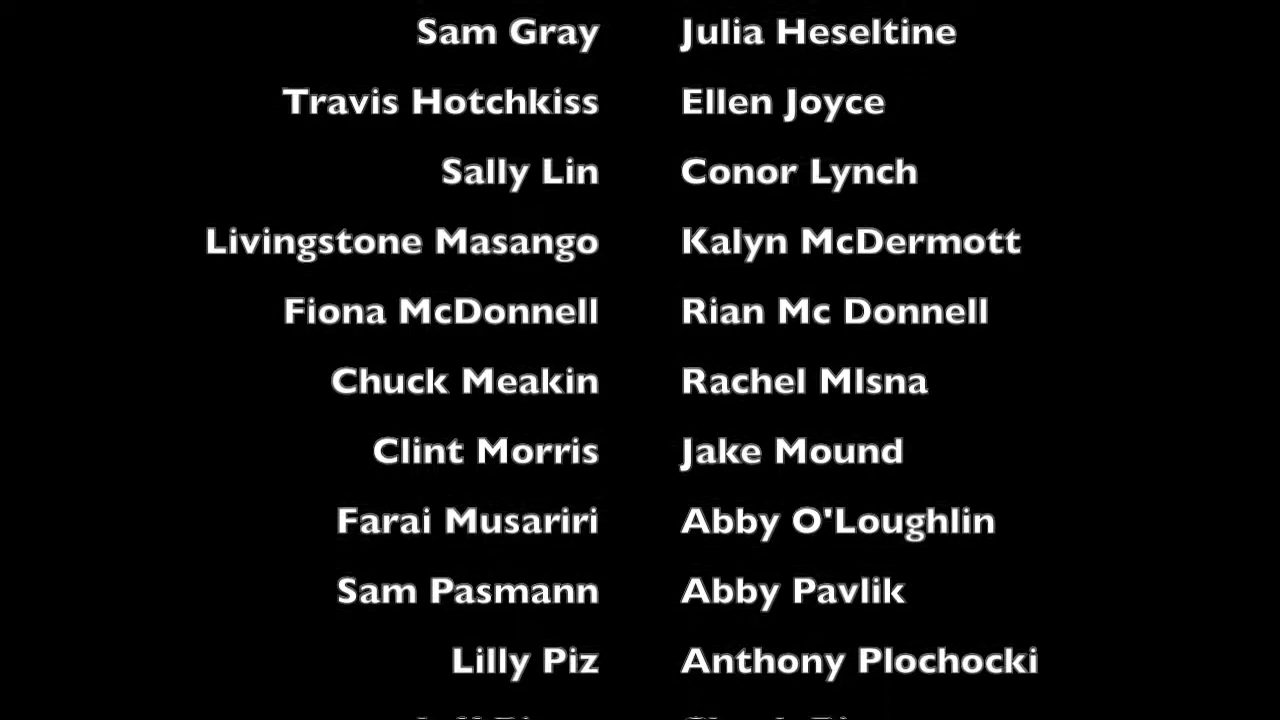 Sam Gray Julia Heseltine
Travis Hotchkiss Ellen Joyce
Sally Lin Conor Lynch
Livingstone Masango Kalyn McDermott
Fiona McDonnell Rian Mc Donnell
Chuck Meakin Rachel Mlsna
Clint Morris Jake Mound
Farai Musariri Abby O'Loughlin
Sam Pasmann Abby Pavlik
Lilly Piz Anthony Plochocki